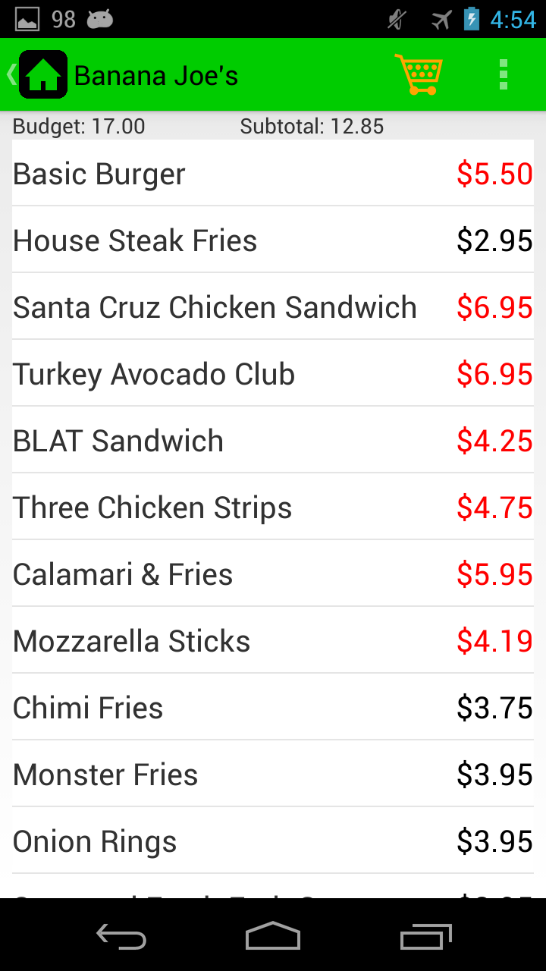 98 4:54
Banana Joe's
Budget: 17.00 Subtotal: 12.85
Basic Burger $5.50
House Steak Fries $2.95
Santa Cruz Chicken Sandwich $6.95
Turkey Avocado Club $6.95
BLAT Sandwich $4.25
Three Chicken Strips $4.75
Calamari & Fries $5.95
Mozzarella Sticks $4.19
Chimi Fries $3.75
Monster Fries $3.95
Onion Rings $3.95